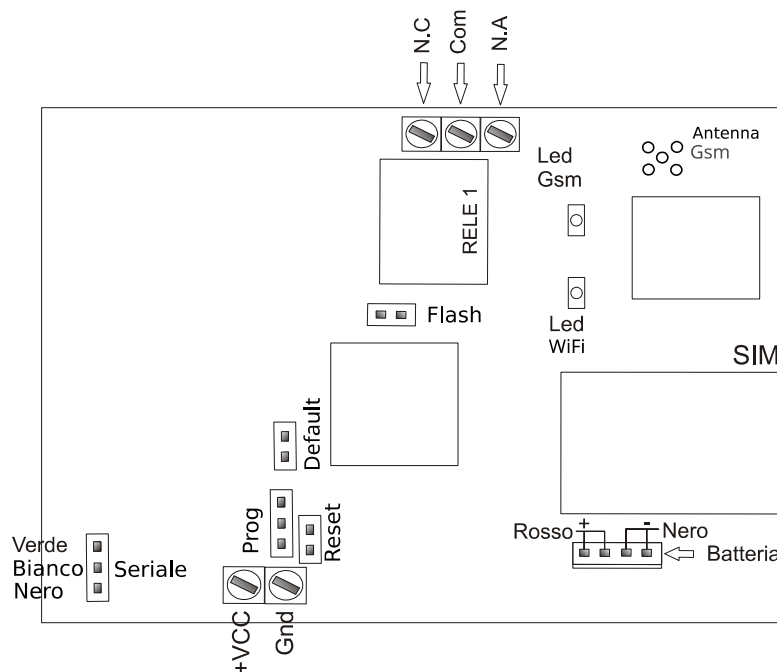 N.C
Com
N.A
Antenna
Gsm
Led
Gsm
RELE 1
Flash
Led
WiFi
SIM
Default
Prog
Reset
Rosso + - Nero
Batteria
Verde
Bianco Seriale
Nero
+VCC
Gnd